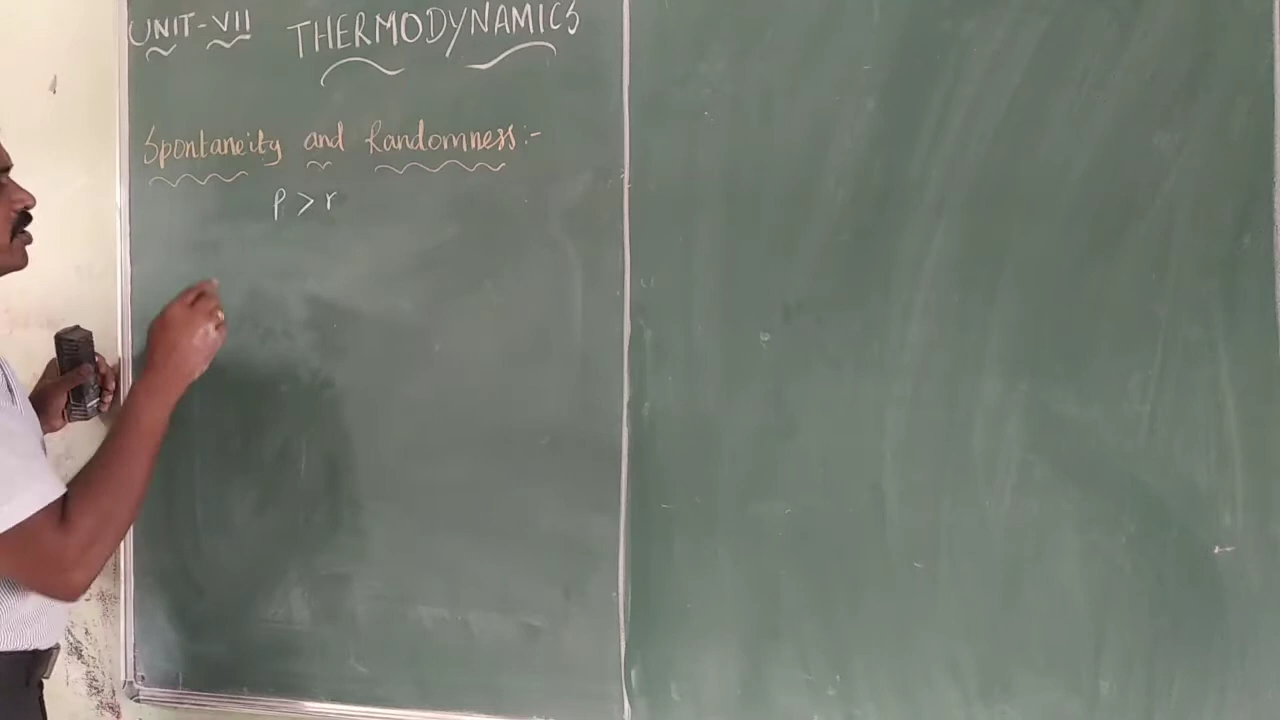 UNIT-VII THERMODYNAMICS
Spontaneity and Randomness:-
P > r